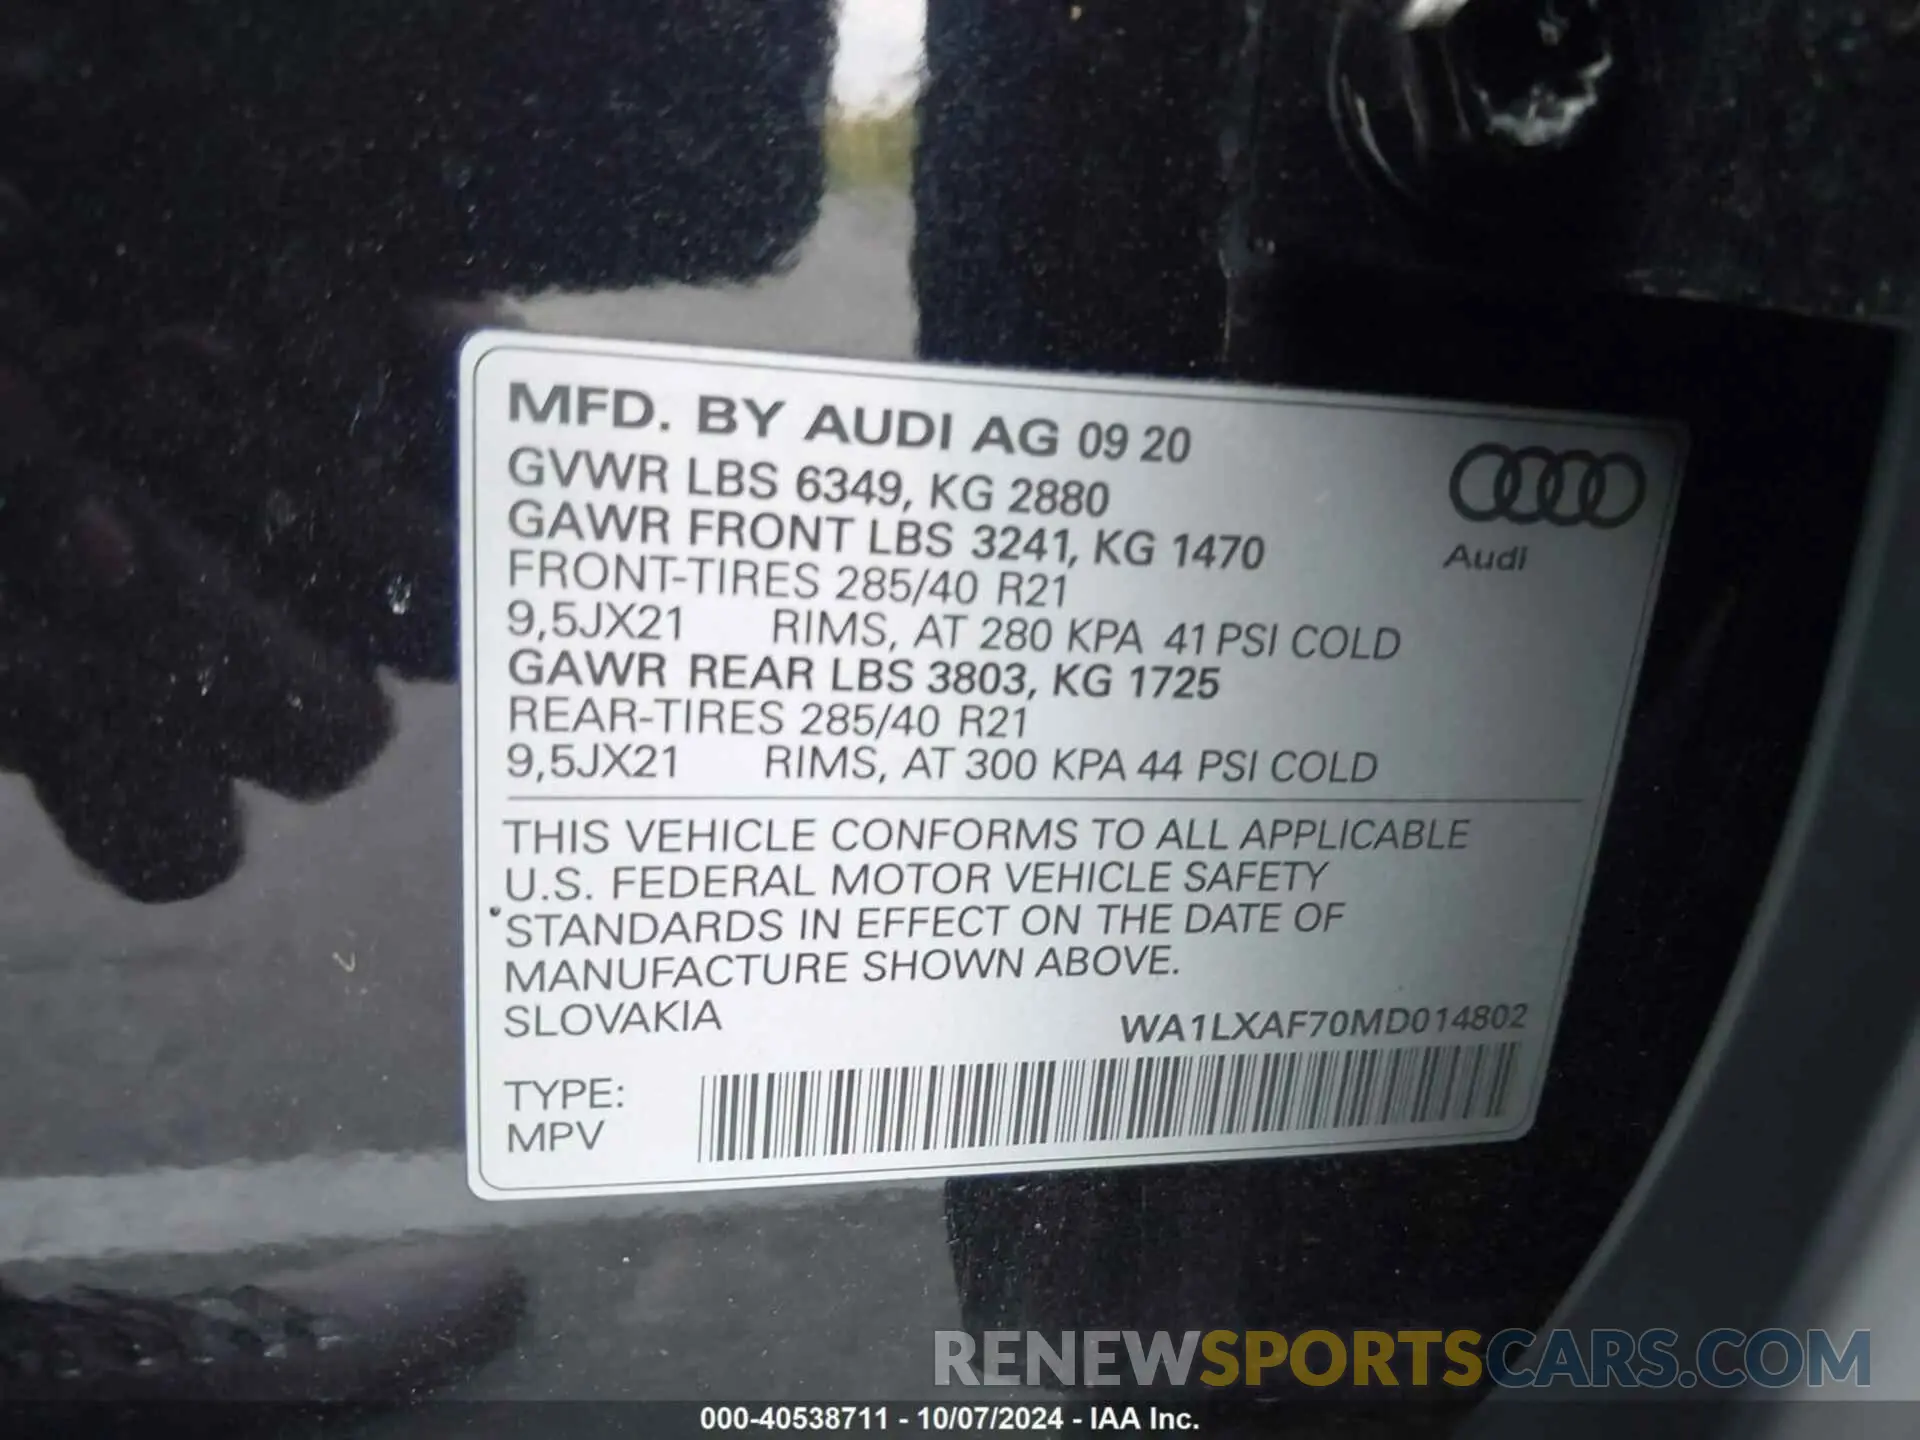 MFD. BY AUDI AG 09 20
GVWR LBS 6349, KG 2880
GAWR FRONT LBS 3241, KG 1470
FRONT-TIRES 285/40 R21
9,5JX21 RIMS, AT 280 KPA 41 PSI COLD
GAWR REAR LBS 3803, KG 1725
REAR-TIRES 285/40 R21
9,5JX21 RIMS, AT 300 KPA 44 PSI COLD
Audi
THIS VEHICLE CONFORMS TO ALL APPLICABLE
U.S. FEDERAL MOTOR VEHICLE SAFETY
STANDARDS IN EFFECT ON THE DATE OF
MANUFACTURE SHOWN ABOVE.
SLOVAKIA WA1LXAF70MD014802
TYPE:
MPV
RENEWSPORTSCARS.COM
000-40538711 - 10/07/2024 - IAA Inc.